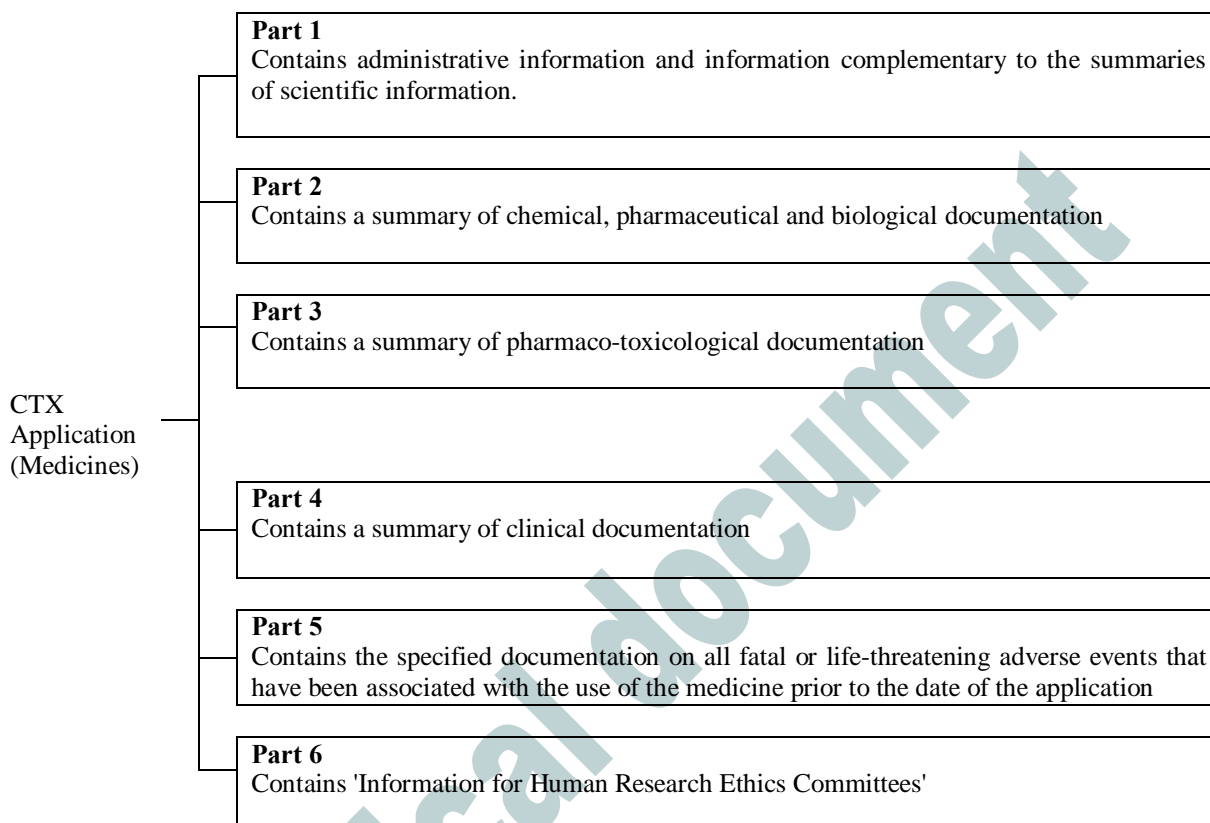 Part 1
Contains administrative information and information complementary to the summaries
of scientific information.
Part 2
Contains a summary of chemical, pharmaceutical and biological documentation
Part 3
Contains a summary of pharmaco-toxicological documentation
CTX
Application
(Medicines)
Part 4
Contains a summary of clinical documentation
Part 5
Contains the specified documentation on all fatal or life-threatening adverse events that
have been associated with the use of the medicine prior to the date of the application
Part 6
Contains 'Information for Human Research Ethics Committees'
cal document